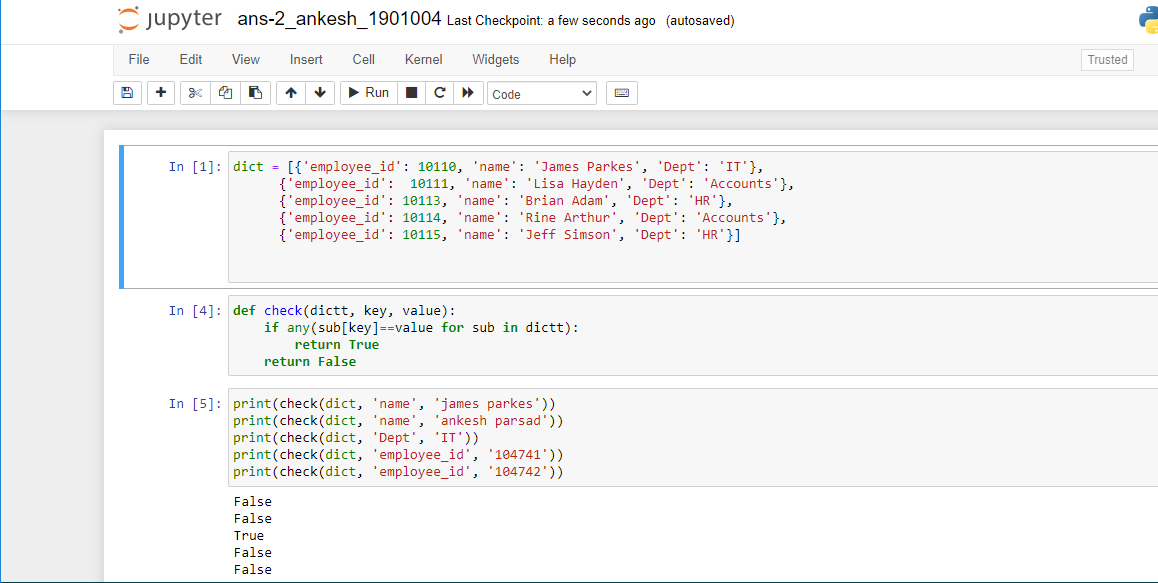 jupyter ans-2_ankesh_1901004 Last Checkpoint: a few seconds ago (autosaved)
File Edit View Insert Cell Kernel Widgets Help Trusted
Run Code
In [1]: dict = [{'employee_id': 10110, 'name': 'James Parkes', 'Dept': 'IT'},
{'employee_id':  10111, 'name': 'Lisa Hayden', 'Dept': 'Accounts'},
{'employee_id': 10113, 'name': 'Brian Adam', 'Dept': 'HR'},
{'employee_id': 10114, 'name': 'Rine Arthur', 'Dept': 'Accounts'},
{'employee_id': 10115, 'name': 'Jeff Simson', 'Dept': 'HR'}]
In [4]: def check(dictt, key, value):
if any(sub[key]==value for sub in dictt):
return True
return False
In [5]: print(check(dict, 'name', 'james parkes'))
print(check(dict, 'name', 'ankesh parsad'))
print(check(dict, 'Dept', 'IT'))
print(check(dict, 'employee_id', '104741'))
print(check(dict, 'employee_id', '104742'))
False
False
True
False
False